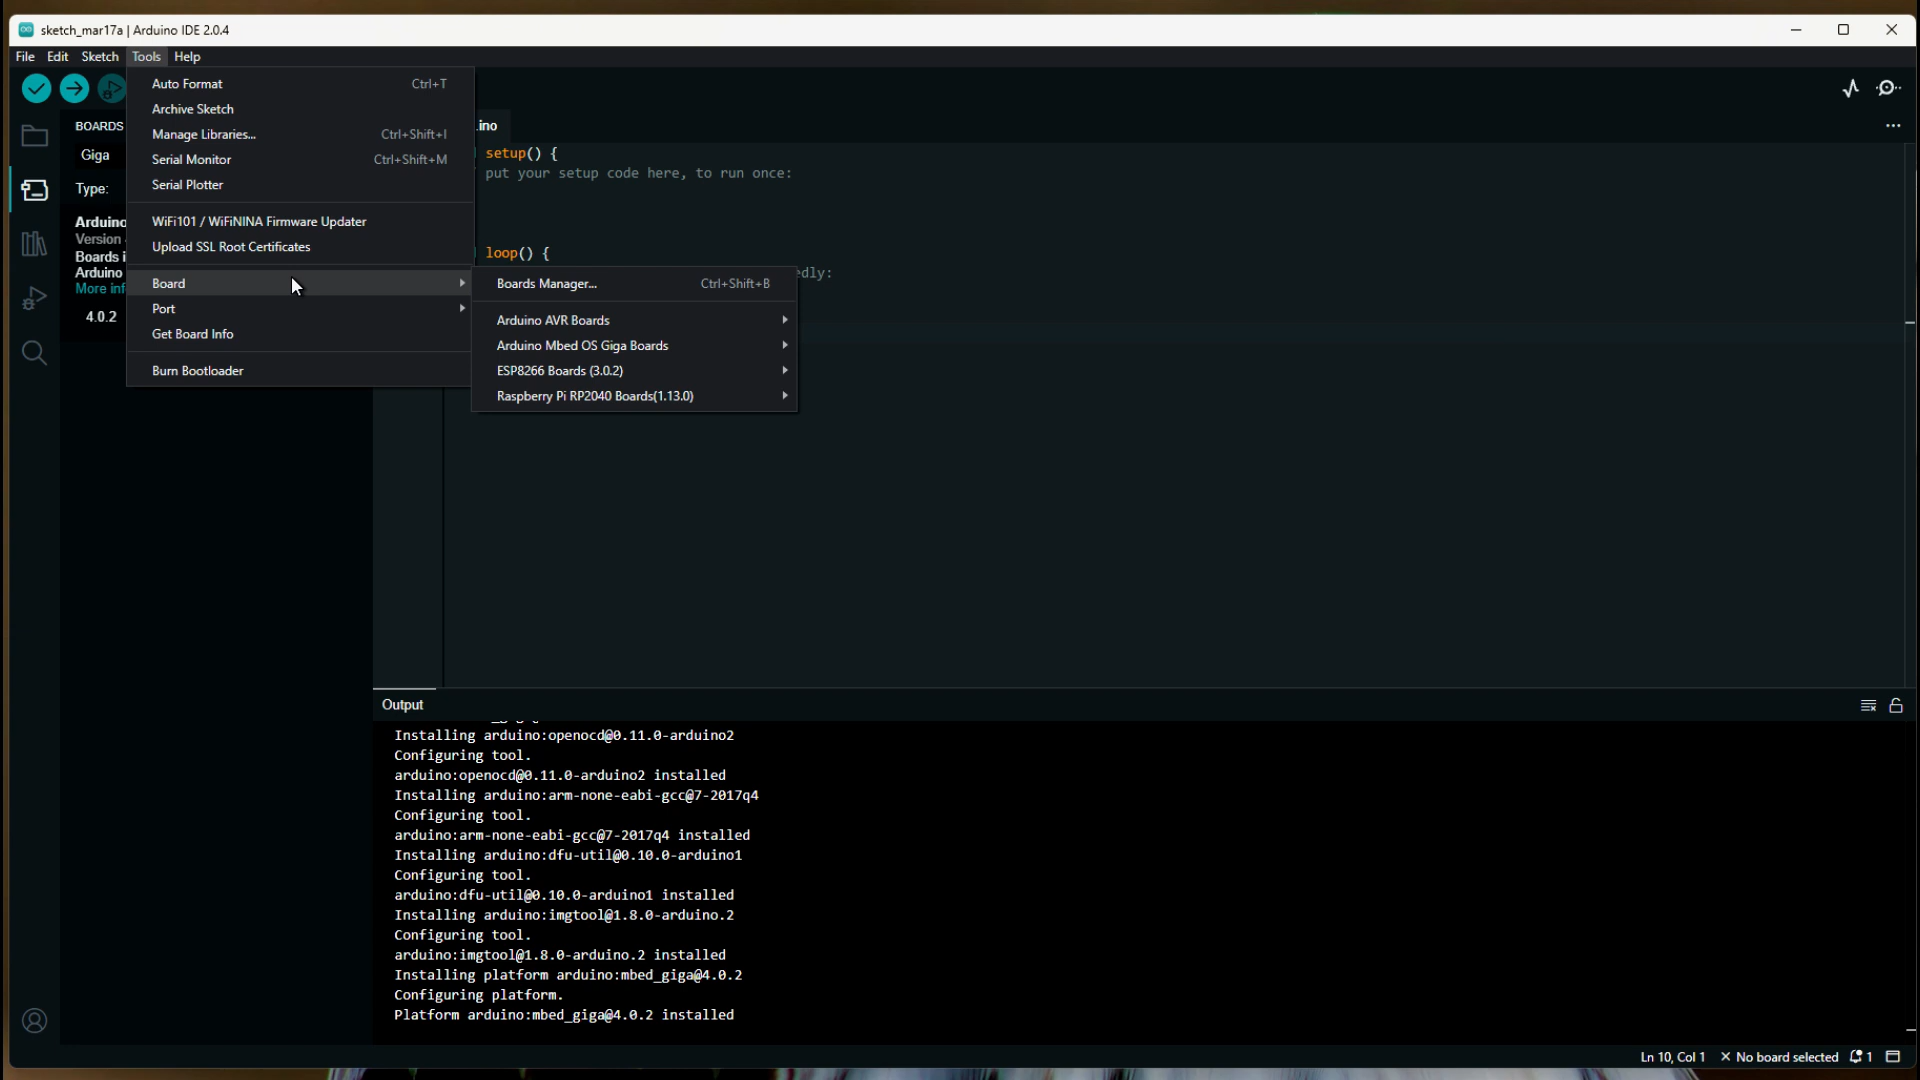 sketch_mar17a | Arduino IDE 2.0.4
File Edit Sketch Tools Help
Auto Format Ctrl+T
Archive Sketch
Manage Libraries... Ctrl+Shift+I
Serial Monitor Ctrl+Shift+M
Serial Plotter
WiFi101 / WiFiNINA Firmware Updater
Upload SSL Root Certificates
Board
Port
Get Board Info
Burn Bootloader
Boards Manager... Ctrl+Shift+B
Arduino AVR Boards
Arduino Mbed OS Giga Boards
ESP8266 Boards (3.0.2)
Raspberry Pi RP2040 Boards(1.13.0)
BOARDS
Giga
Type:
Arduino
Version
Boards i
Arduino
More inf
4.0.2
.ino
setup() {
put your setup code here, to run once:
loop() {
edly:
Output
Installing arduino:openocd@0.11.0-arduino2
Configuring tool.
arduino:openocd@0.11.0-arduino2 installed
Installing arduino:arm-none-eabi-gcc@7-2017q4
Configuring tool.
arduino:arm-none-eabi-gcc@7-2017q4 installed
Installing arduino:dfu-util@0.10.0-arduino1
Configuring tool.
arduino:dfu-util@0.10.0-arduino1 installed
Installing arduino:imgtool@1.8.0-arduino.2
Configuring tool.
arduino:imgtool@1.8.0-arduino.2 installed
Installing platform arduino:mbed_giga@4.0.2
Configuring platform.
Platform arduino:mbed_giga@4.0.2 installed
Ln 10, Col 1 × No board selected 1